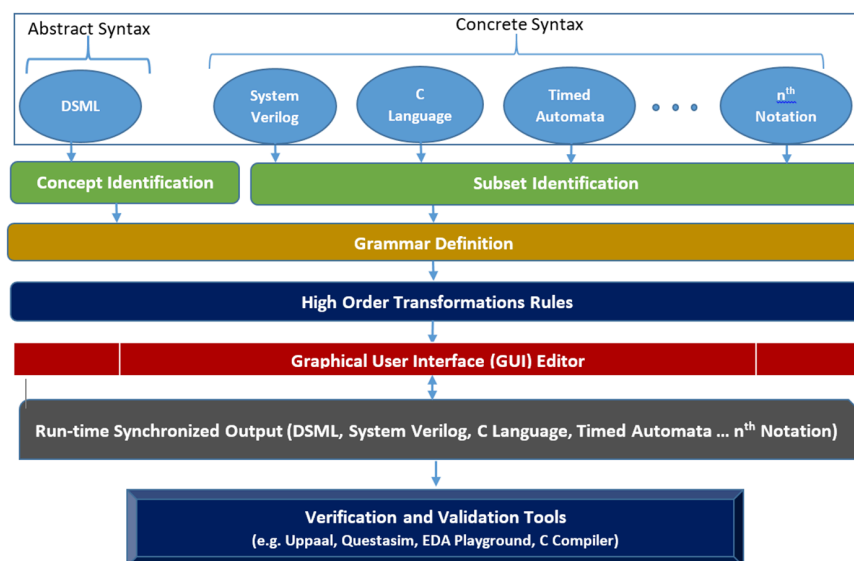 Abstract Syntax
Concrete Syntax
DSML
System
Verilog
C
Language
Timed
Automata
nth
Notation
Concept Identification
Subset Identification
Grammar Definition
High Order Transformations Rules
Graphical User Interface (GUI) Editor
Run-time Synchronized Output (DSML, System Verilog, C Language, Timed Automata ... nth Notation)
Verification and Validation Tools
(e.g. Uppaal, Questasim, EDA Playground, C Compiler)